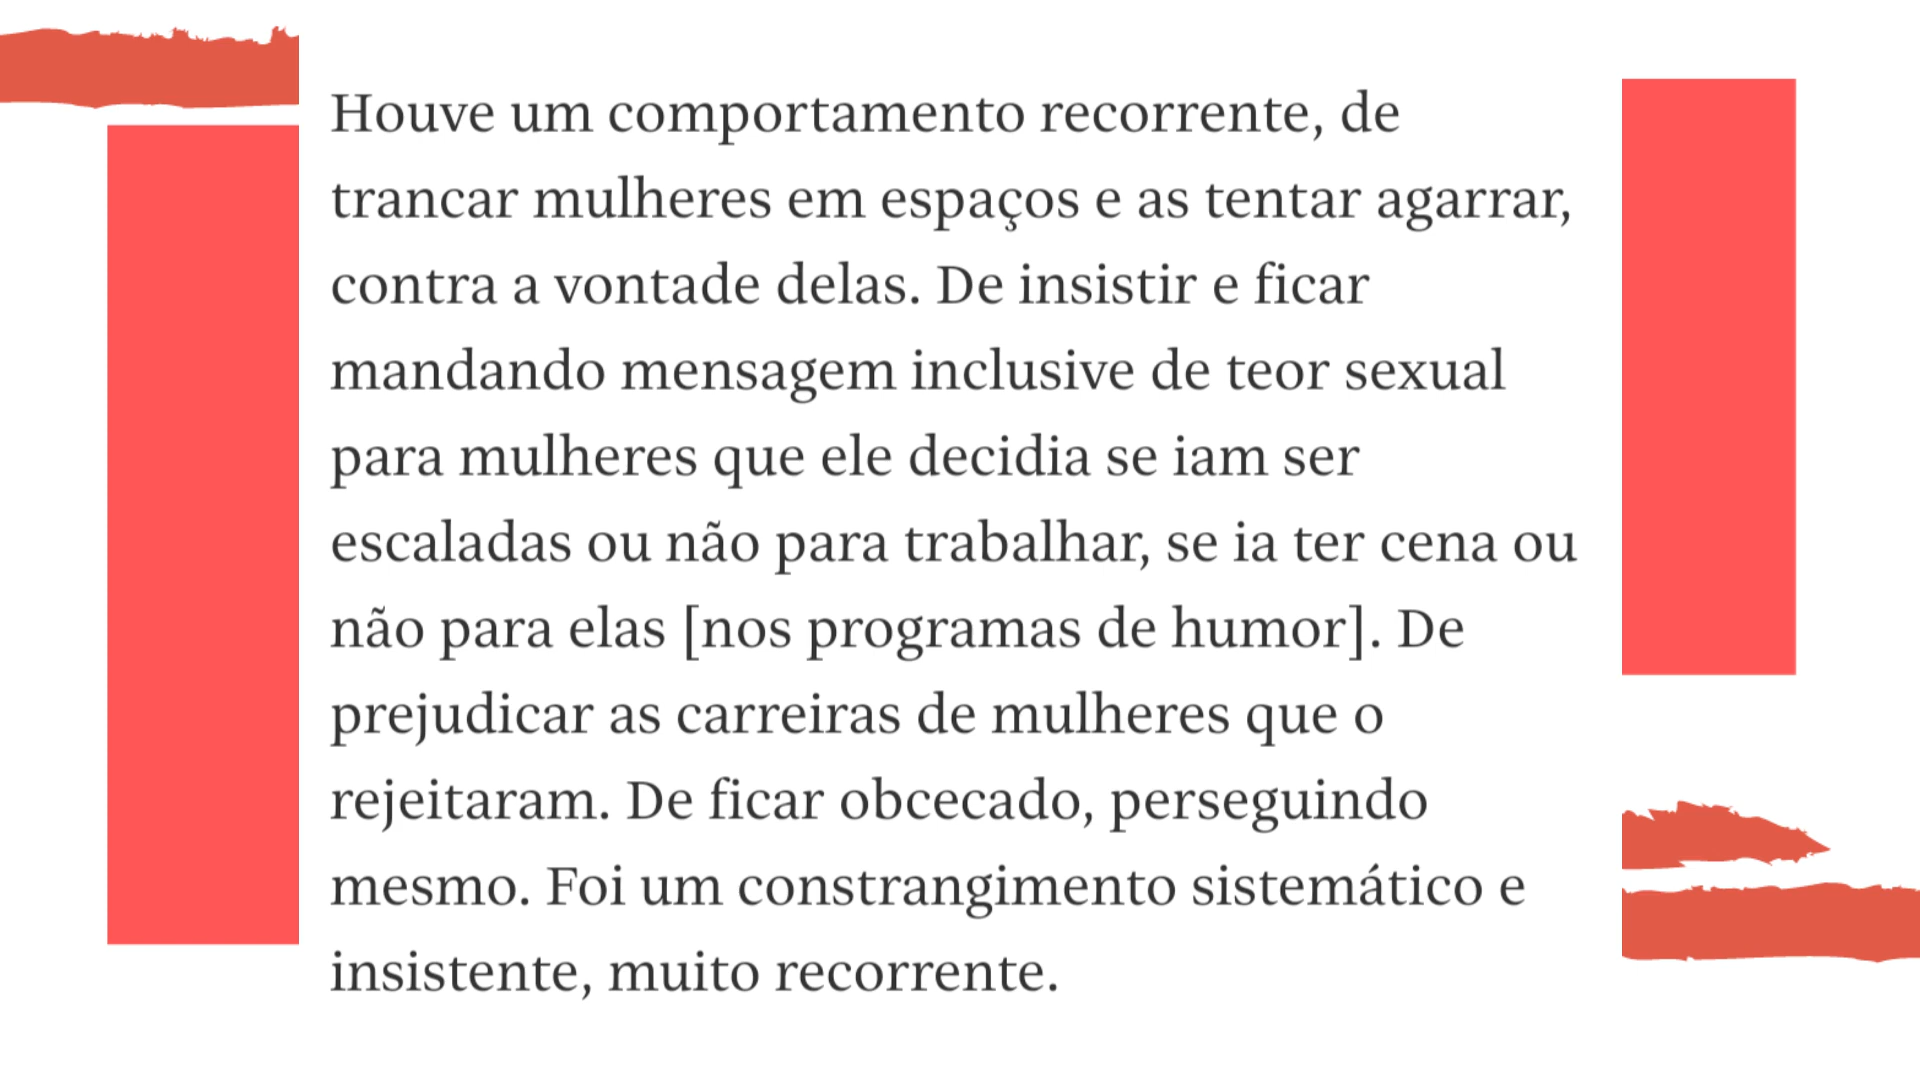 Houve um comportamento recorrente, de
trancar mulheres em espaços e as tentar agarrar,
contra a vontade delas. De insistir e ficar
mandando mensagem inclusive de teor sexual
para mulheres que ele decidia se iam ser
escaladas ou não para trabalhar, se ia ter cena ou
não para elas [nos programas de humor]. De
prejudicar as carreiras de mulheres que o
rejeitaram. De ficar obcecado, perseguindo
mesmo. Foi um constrangimento sistemático e
insistente, muito recorrente.